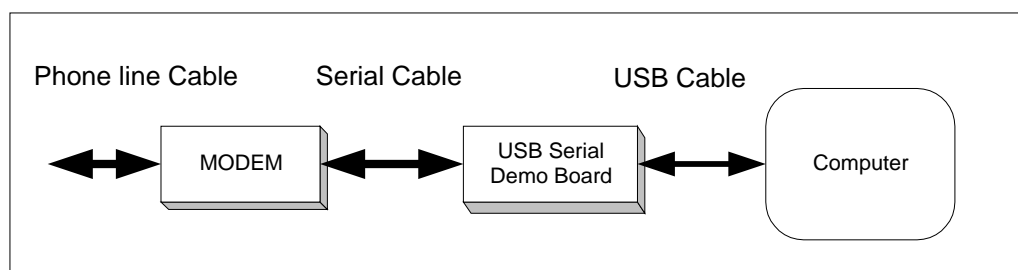 Phone line Cable
Serial Cable
USB Cable
MODEM
USB Serial
Demo Board
Computer